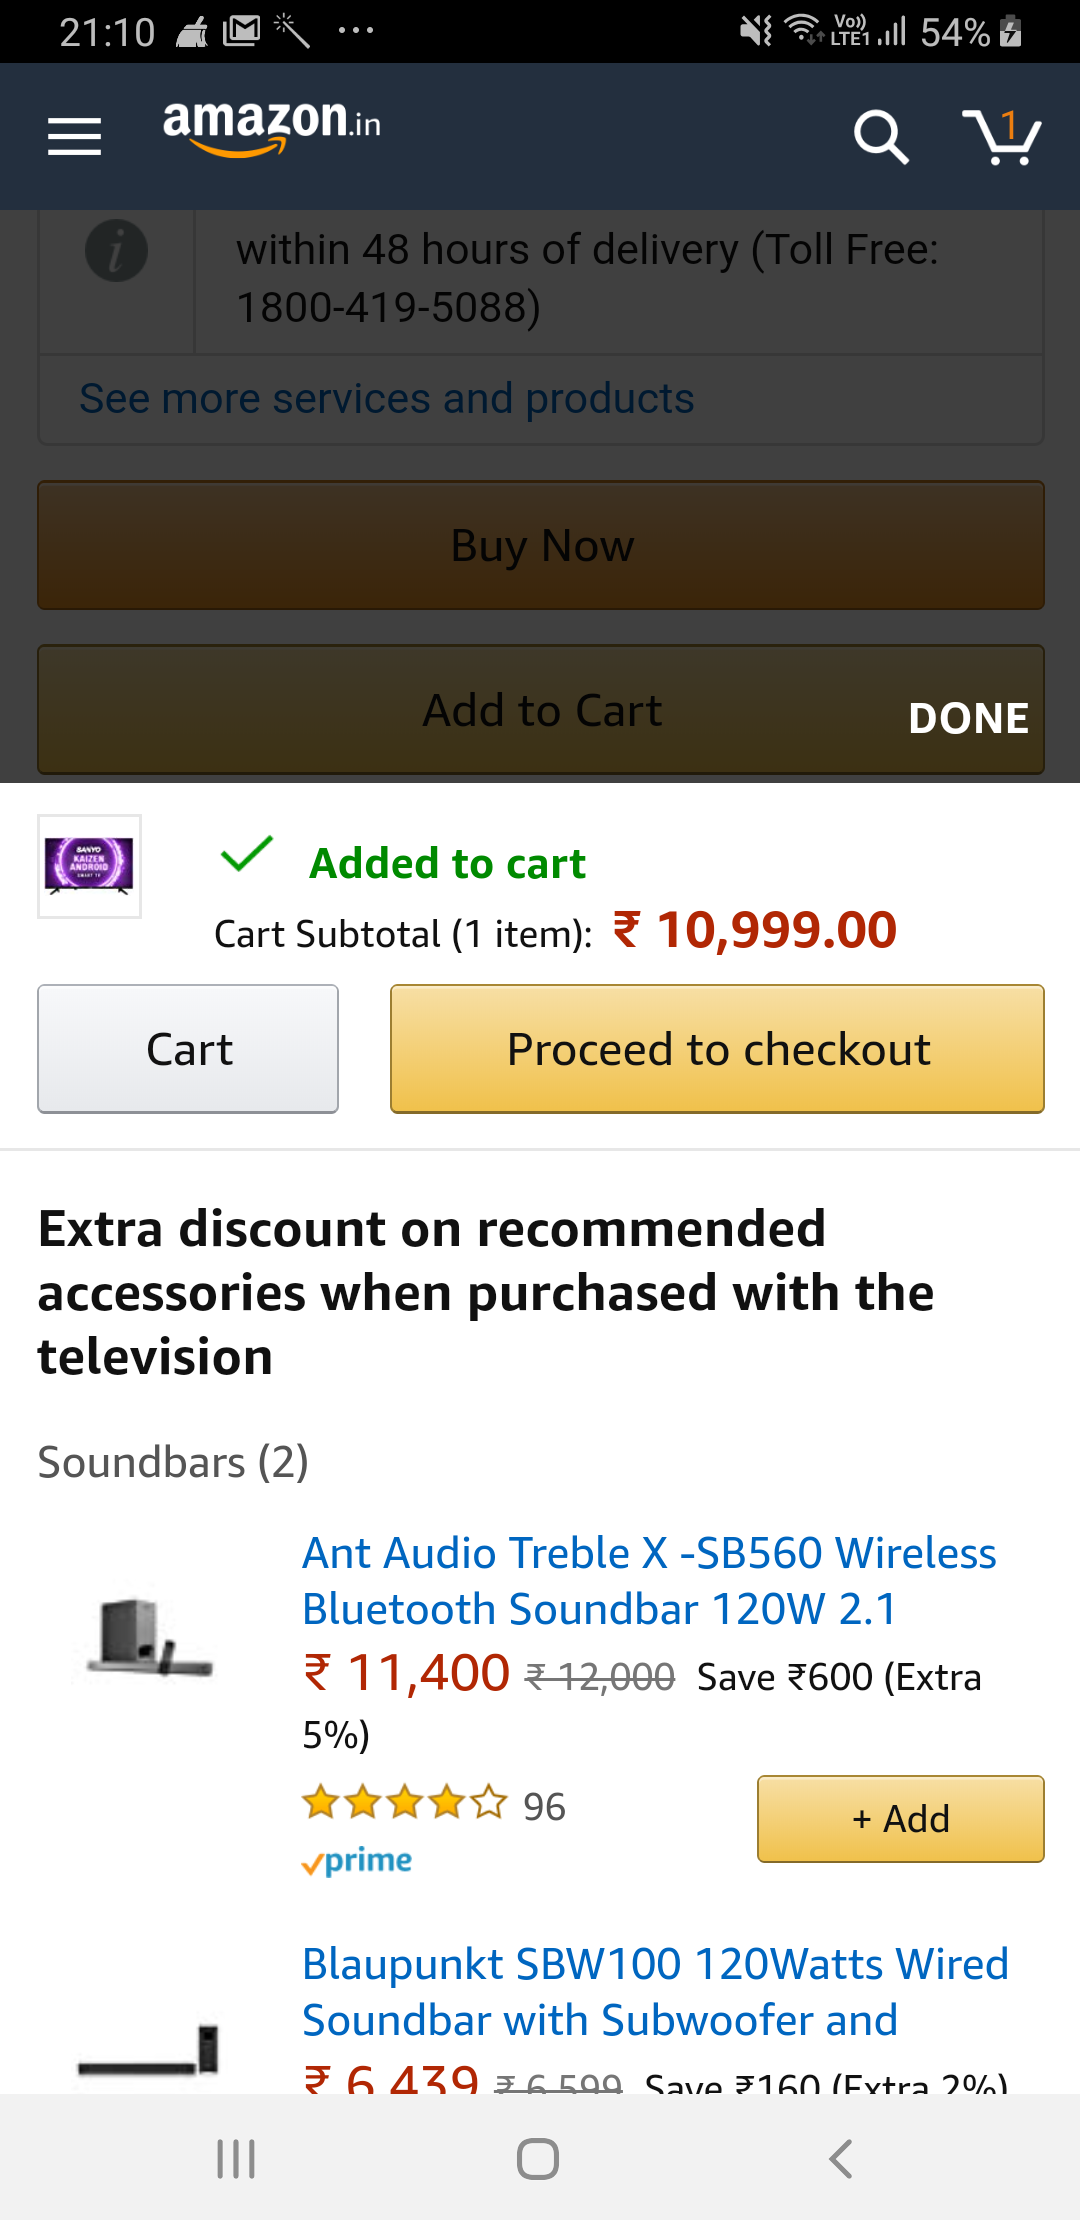 21:10 Vo)) LTE1 54%
amazon.in 1
within 48 hours of delivery (Toll Free:
1800-419-5088)
See more services and products
Buy Now
Add to Cart
DONE
SANYO
KAIZEN
ANDROID
Added to cart
Cart Subtotal (1 item): ₹ 10,999.00
Cart Proceed to checkout
Extra discount on recommended
accessories when purchased with the
television
Soundbars (2)
Ant Audio Treble X -SB560 Wireless
Bluetooth Soundbar 120W 2.1
₹ 11,400 ₹ 12,000 Save ₹600 (Extra
5%)
96
+ Add
prime
Blaupunkt SBW100 120Watts Wired
Soundbar with Subwoofer and
₹ 6,439 ₹ 6,599 Save ₹160 (Extra 2%)